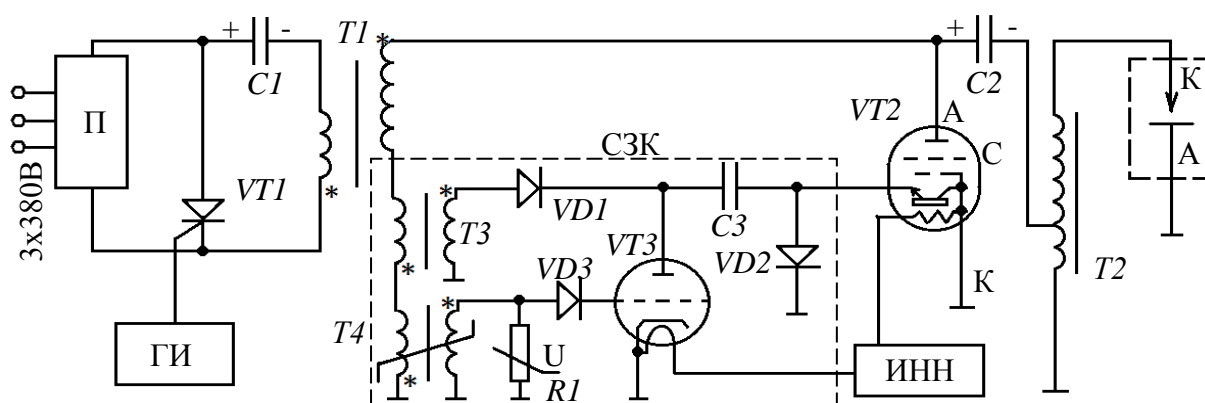 + - T1 * + -
C1 C2
П К
VT2 А
СЗК С А
3х380В VT1 *
* VD1 C3
T3
* VT3 VD2
VD3 К T2
T4 *
ГИ U ИНН
* R1